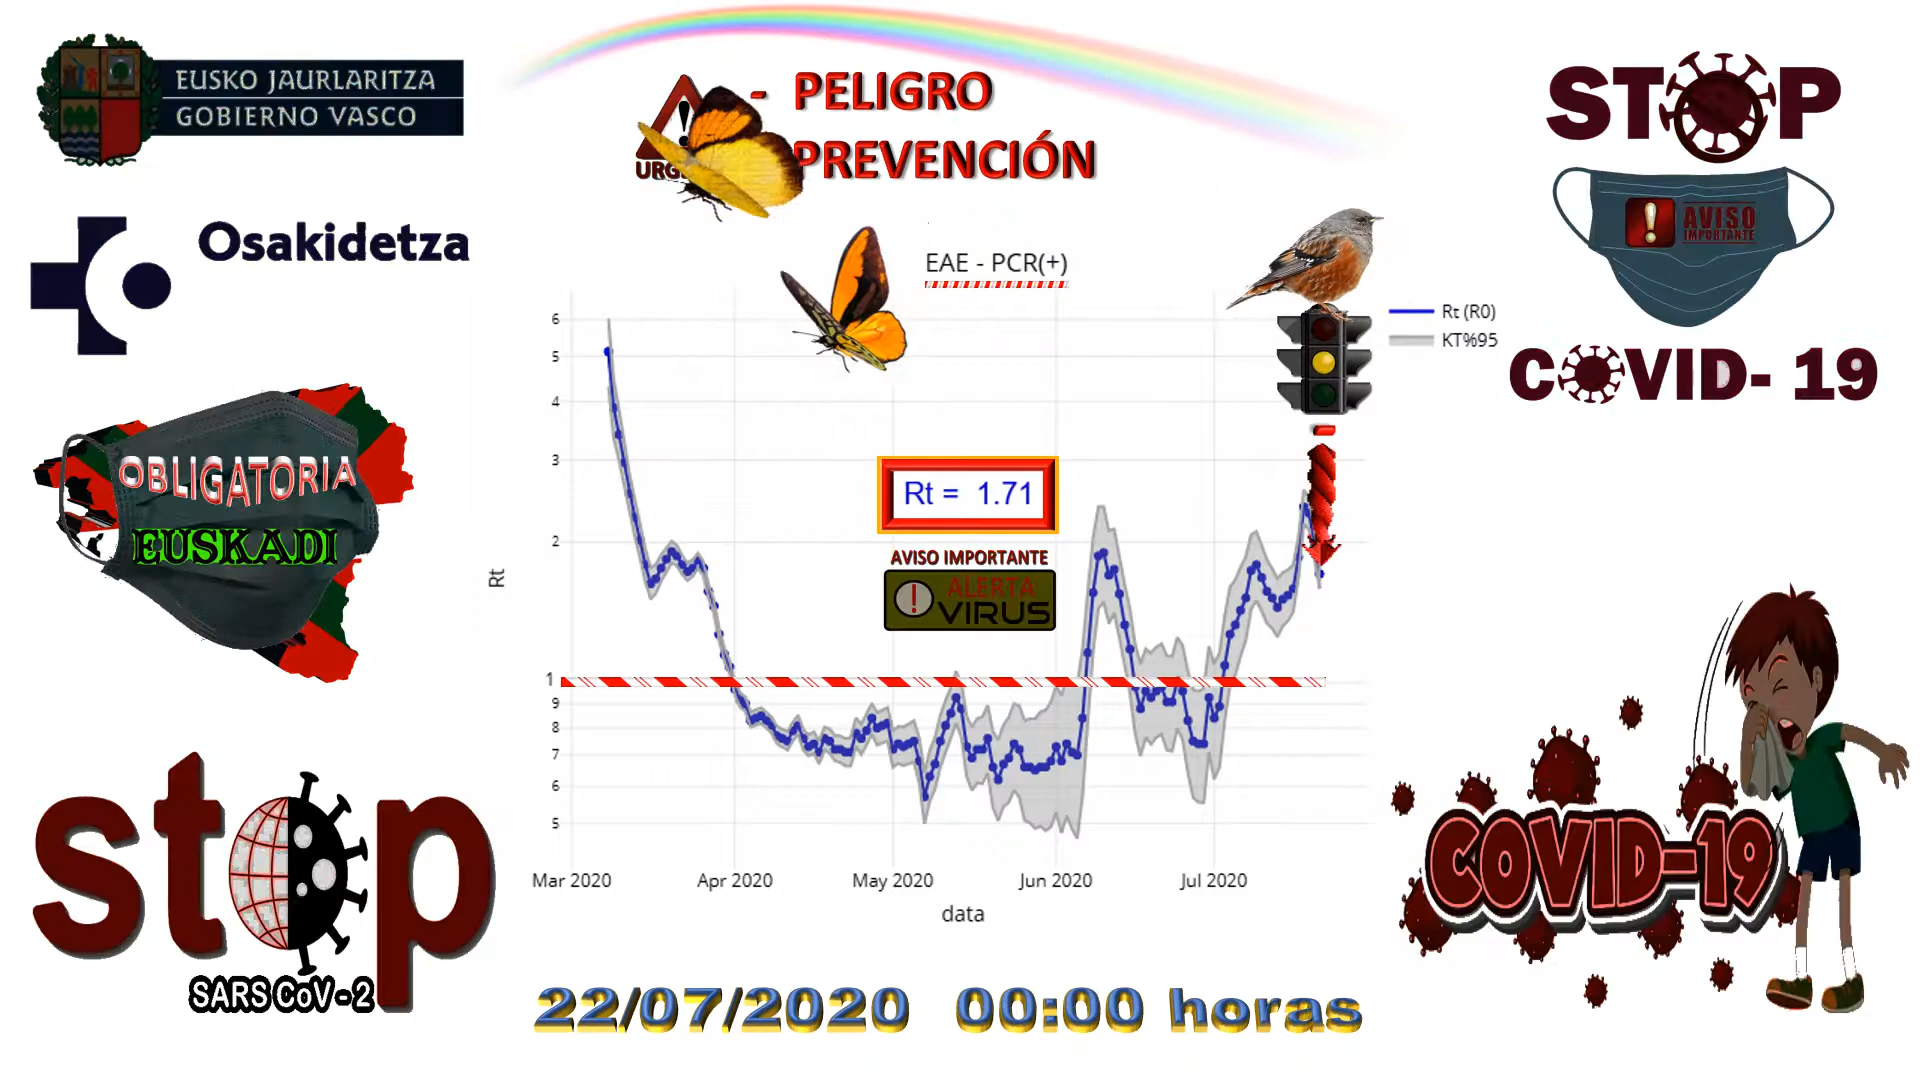 EUSKO JAURLARITZA
GOBIERNO VASCO
- PELIGRO
PREVENCIÓN
STOP
AVISO
IMPORTANTE
COVID- 19
Osakidetza
OBLIGATORIA
EUSKADI
stop
SARS CoV - 2
EAE - PCR(+)
Rt (R0)
KT%95
Rt = 1.71
AVISO IMPORTANTE
ALERTA
VIRUS
Rt
6
5
4
3
2
1
9
8
7
6
5
Mar 2020
Apr 2020
May 2020
Jun 2020
Jul 2020
data
COVID-19
22/07/2020 00:00 horas